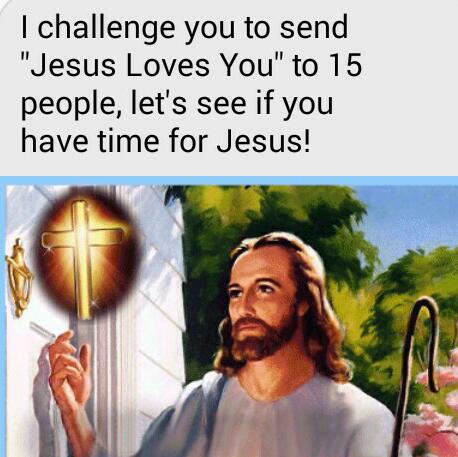 I challenge you to send
"Jesus Loves You" to 15
people, let's see if you
have time for Jesus!